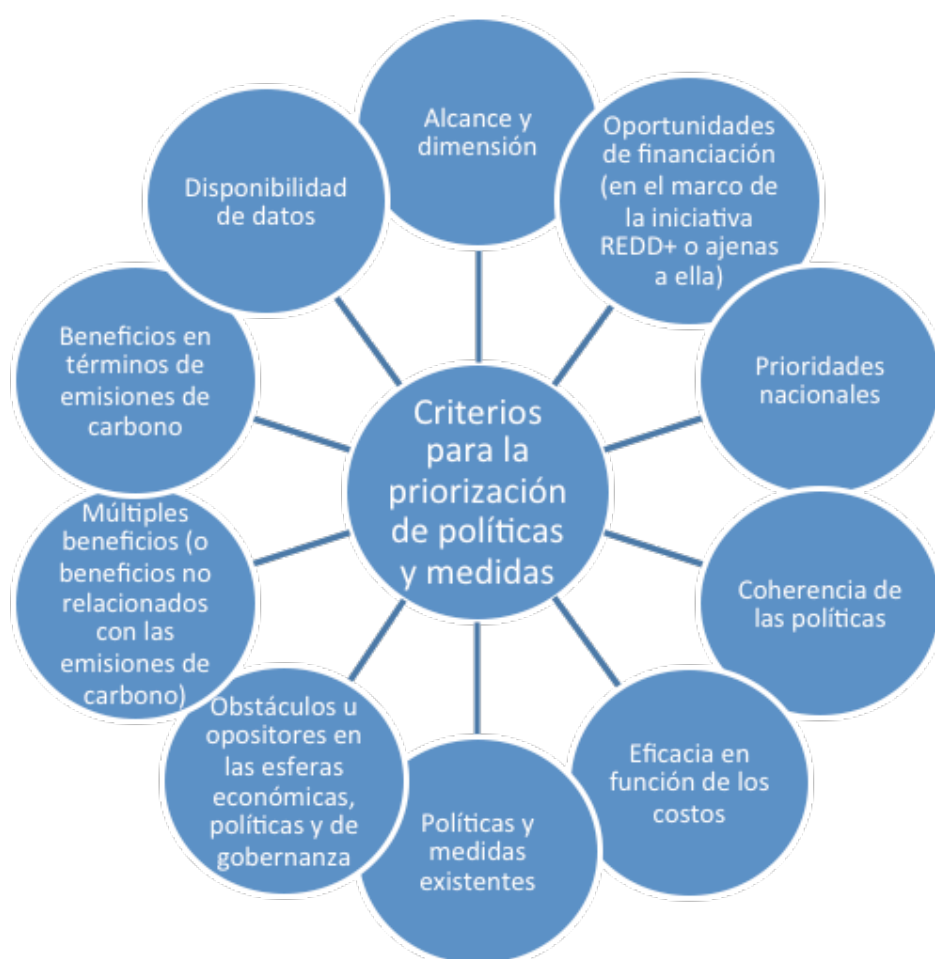 Alcance y
dimensión
Oportunidades
de financiación
(en el marco de
la iniciativa
REDD+ o ajenas
a ella)
Prioridades
nacionales
Coherencia de
las políticas
Eficacia en
función de los
costos
Políticas y
medidas
existentes
Obstáculos u
opositores en
las esferas
económicas,
políticas y de
gobernanza
Múltiples
beneficios (o
beneficios no
relacionados
con las
emisiones de
carbono)
Beneficios en
términos de
emisiones de
carbono
Disponibilidad
de datos
Criterios
para la
priorización
de políticas
y medidas